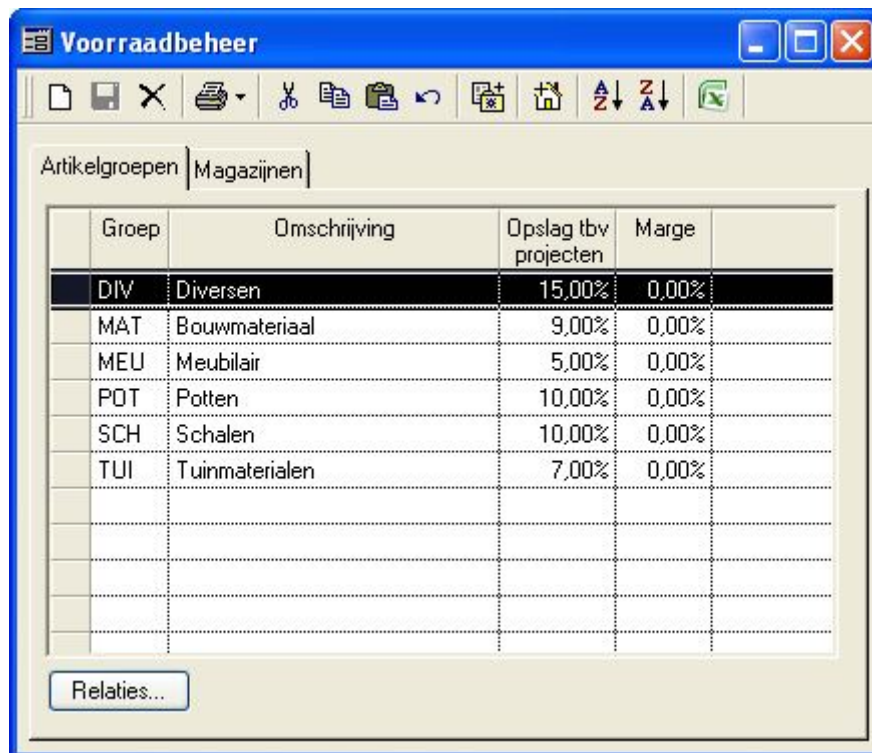 Voorraadbeheer
Artikelgroepen Magazijnen
Groep Omschrijving Opslag tbv projecten Marge
DIV Diversen 15,00% 0,00%
MAT Bouwmateriaal 9,00% 0,00%
MEU Meubilair 5,00% 0,00%
POT Potten 10,00% 0,00%
SCH Schalen 10,00% 0,00%
TUI Tuinmaterialen 7,00% 0,00%
Relaties...